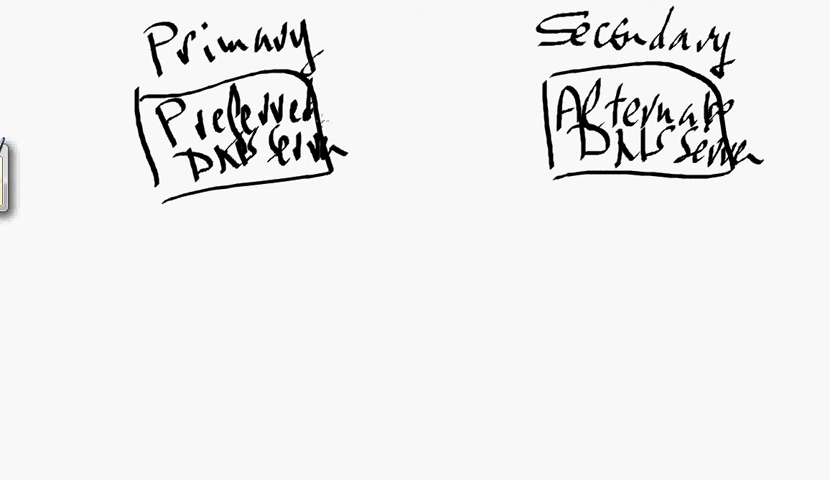 Primary
Preferred
DNS Server
Secondary
Alternate
DNS Server